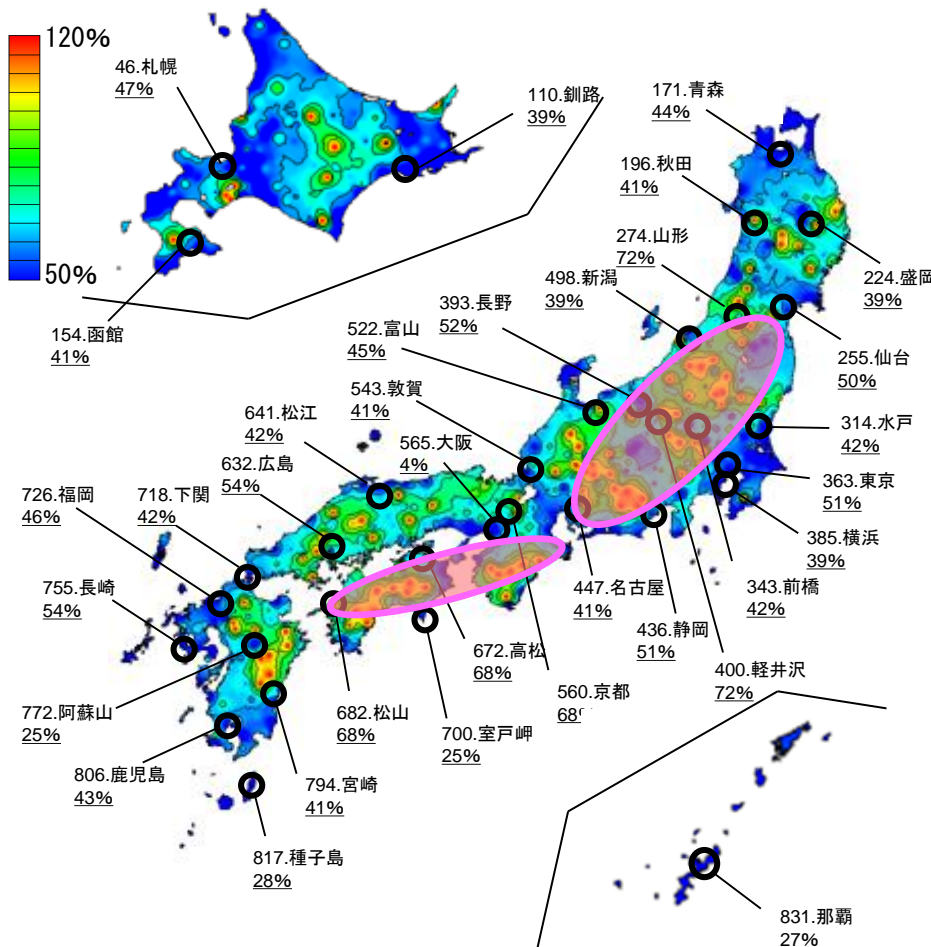 120%
50%
46.札幌
47%
110.釧路
39%
154.函館
41%
171.青森
44%
196.秋田
41%
274.山形
72%
498.新潟
39%
393.長野
52%
522.富山
45%
224.盛岡
39%
255.仙台
50%
543.敦賀
41%
641.松江
42%
565.大阪
4%
632.広島
54%
314.水戸
42%
363.東京
51%
726.福岡
46%
718.下関
42%
385.横浜
39%
755.長崎
54%
447.名古屋
41%
343.前橋
42%
436.静岡
51%
672.高松
68%
400.軽井沢
72%
772.阿蘇山
25%
682.松山
68%
700.室戸岬
25%
560.京都
68%
806.鹿児島
43%
794.宮崎
41%
817.種子島
28%
831.那覇
27%